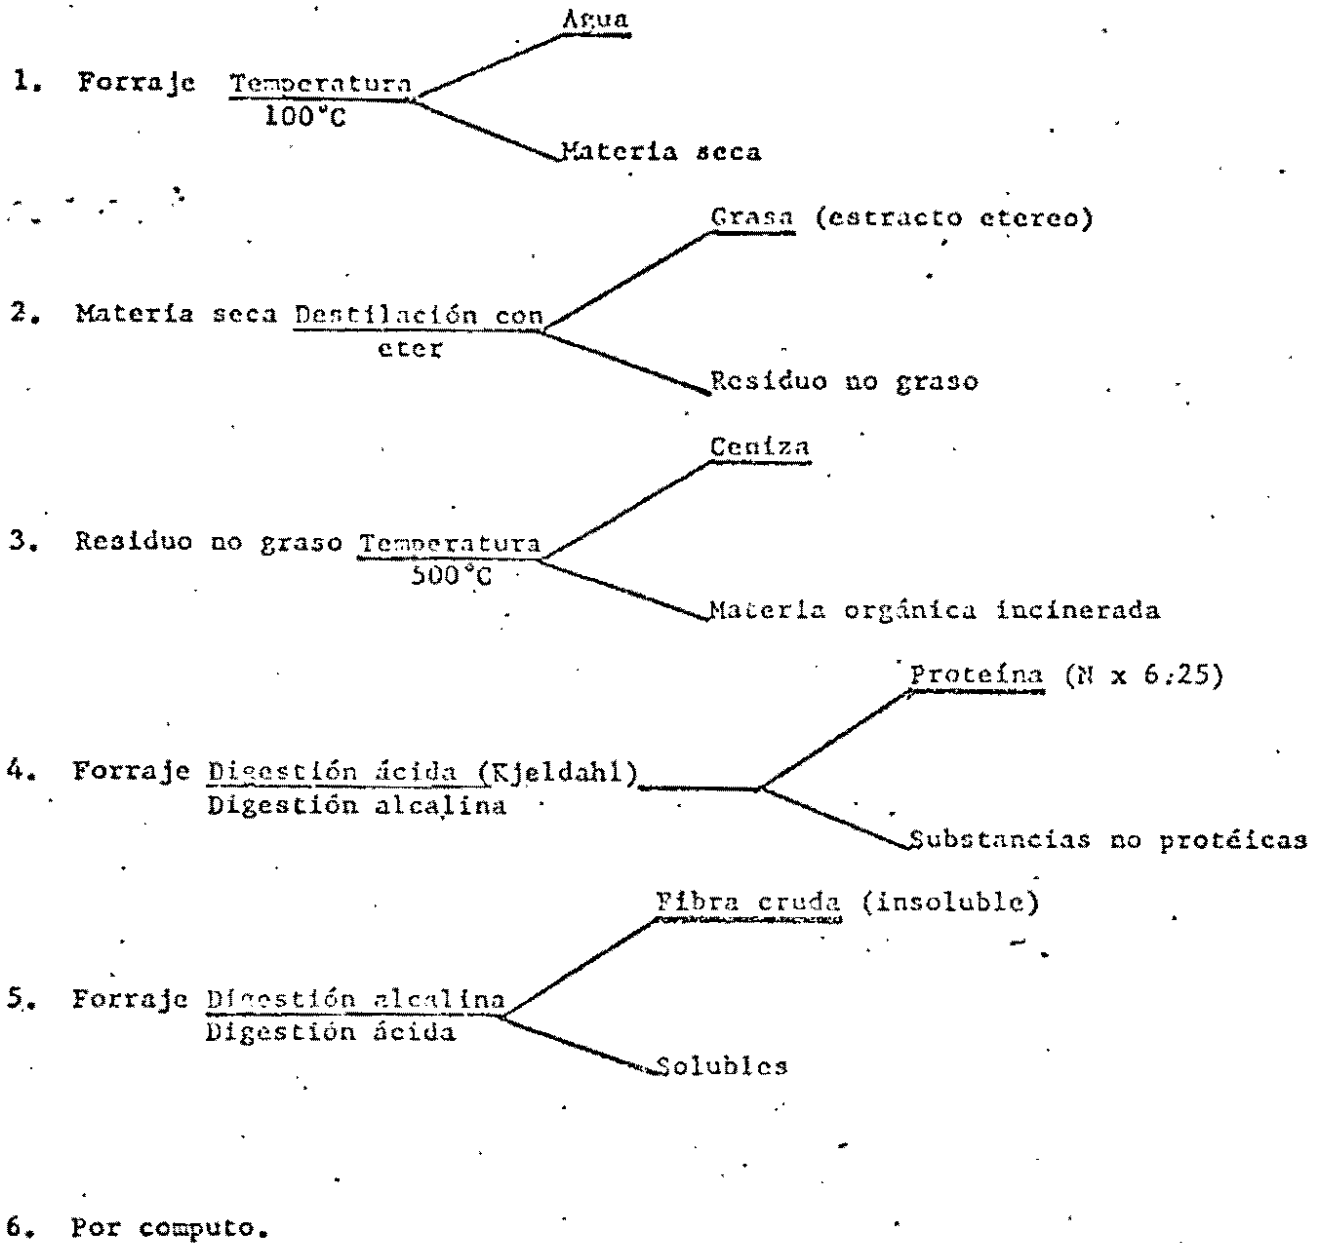 Agua
1. Forraje Temperatura
100°C
Materia seca
Grasa (estracto etereo)
2. Materia seca Destilación con
eter
Residuo no graso
Ceniza
3. Residuo no graso Temperatura
500°C
Materia orgánica incinerada
Proteína (N x 6.25)
4. Forraje Digestión ácida (Kjeldahl)
Digestión alcalina
Substancias no protéicas
Fibra cruda (insoluble)
5. Forraje Digestión alcalina
Digestión ácida
Solubles
6. Por computo.